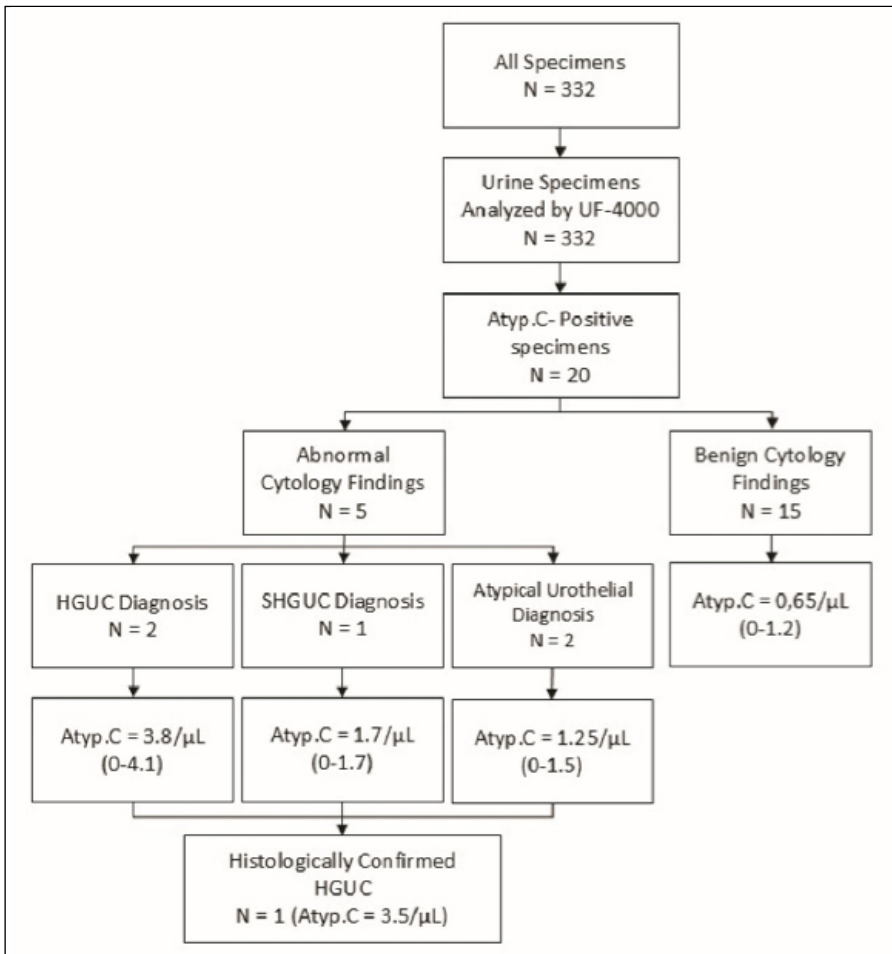 All Specimens
N = 332
Urine Specimens
Analyzed by UF-4000
N = 332
Atyp.C- Positive
specimens
N = 20
Abnormal
Cytology Findings
N = 5
Benign Cytology
Findings
N = 15
HGUC Diagnosis
N = 2
SHGUC Diagnosis
N = 1
Atypical Urothelial
Diagnosis
N = 2
Atyp.C = 0,65/μL
(0-1.2)
Atyp.C = 3.8/μL
(0-4.1)
Atyp.C = 1.7/μL
(0-1.7)
Atyp.C = 1.25/μL
(0-1.5)
Histologically Confirmed
HGUC
N = 1 (Atyp.C = 3.5/μL)